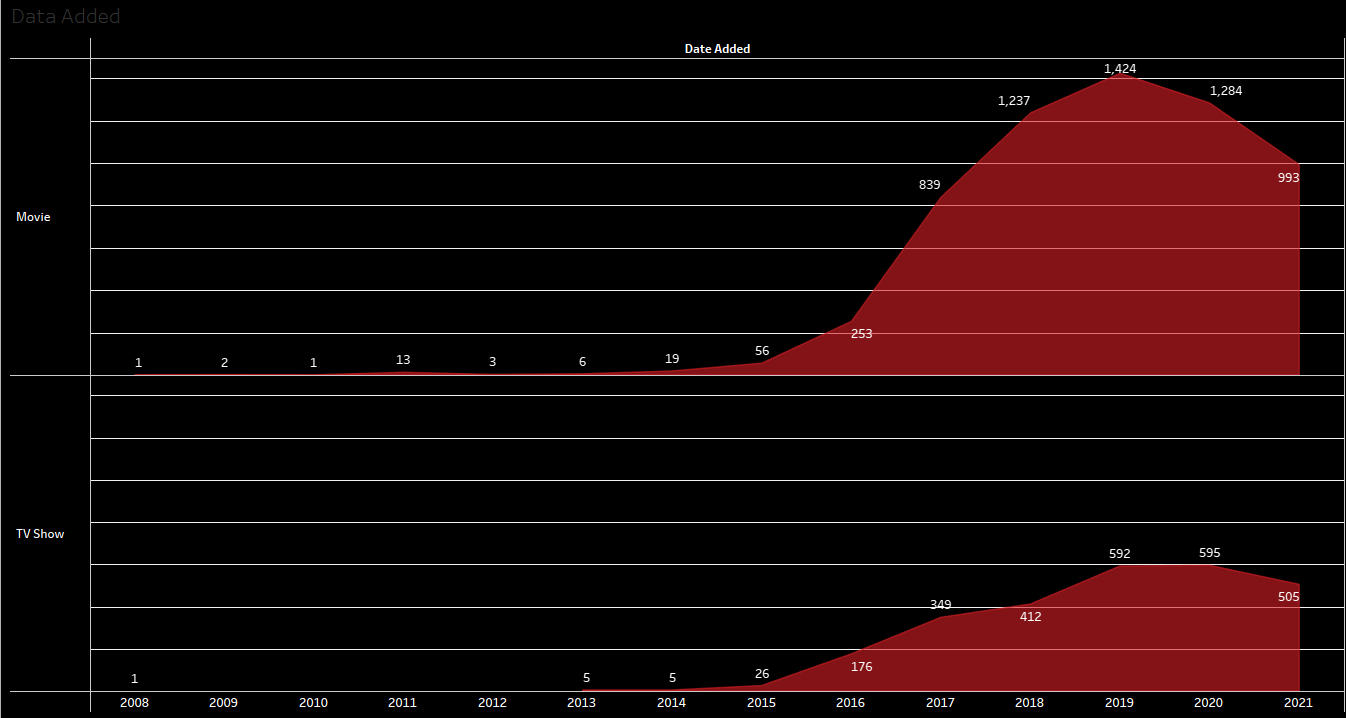 Data Added
Date Added
Movie
1 2 1 13 3 6 19 56 253 839 1,237 1,424 1,284 993
TV Show
1 5 5 26 176 349 412 592 595 505
2008 2009 2010 2011 2012 2013 2014 2015 2016 2017 2018 2019 2020 2021